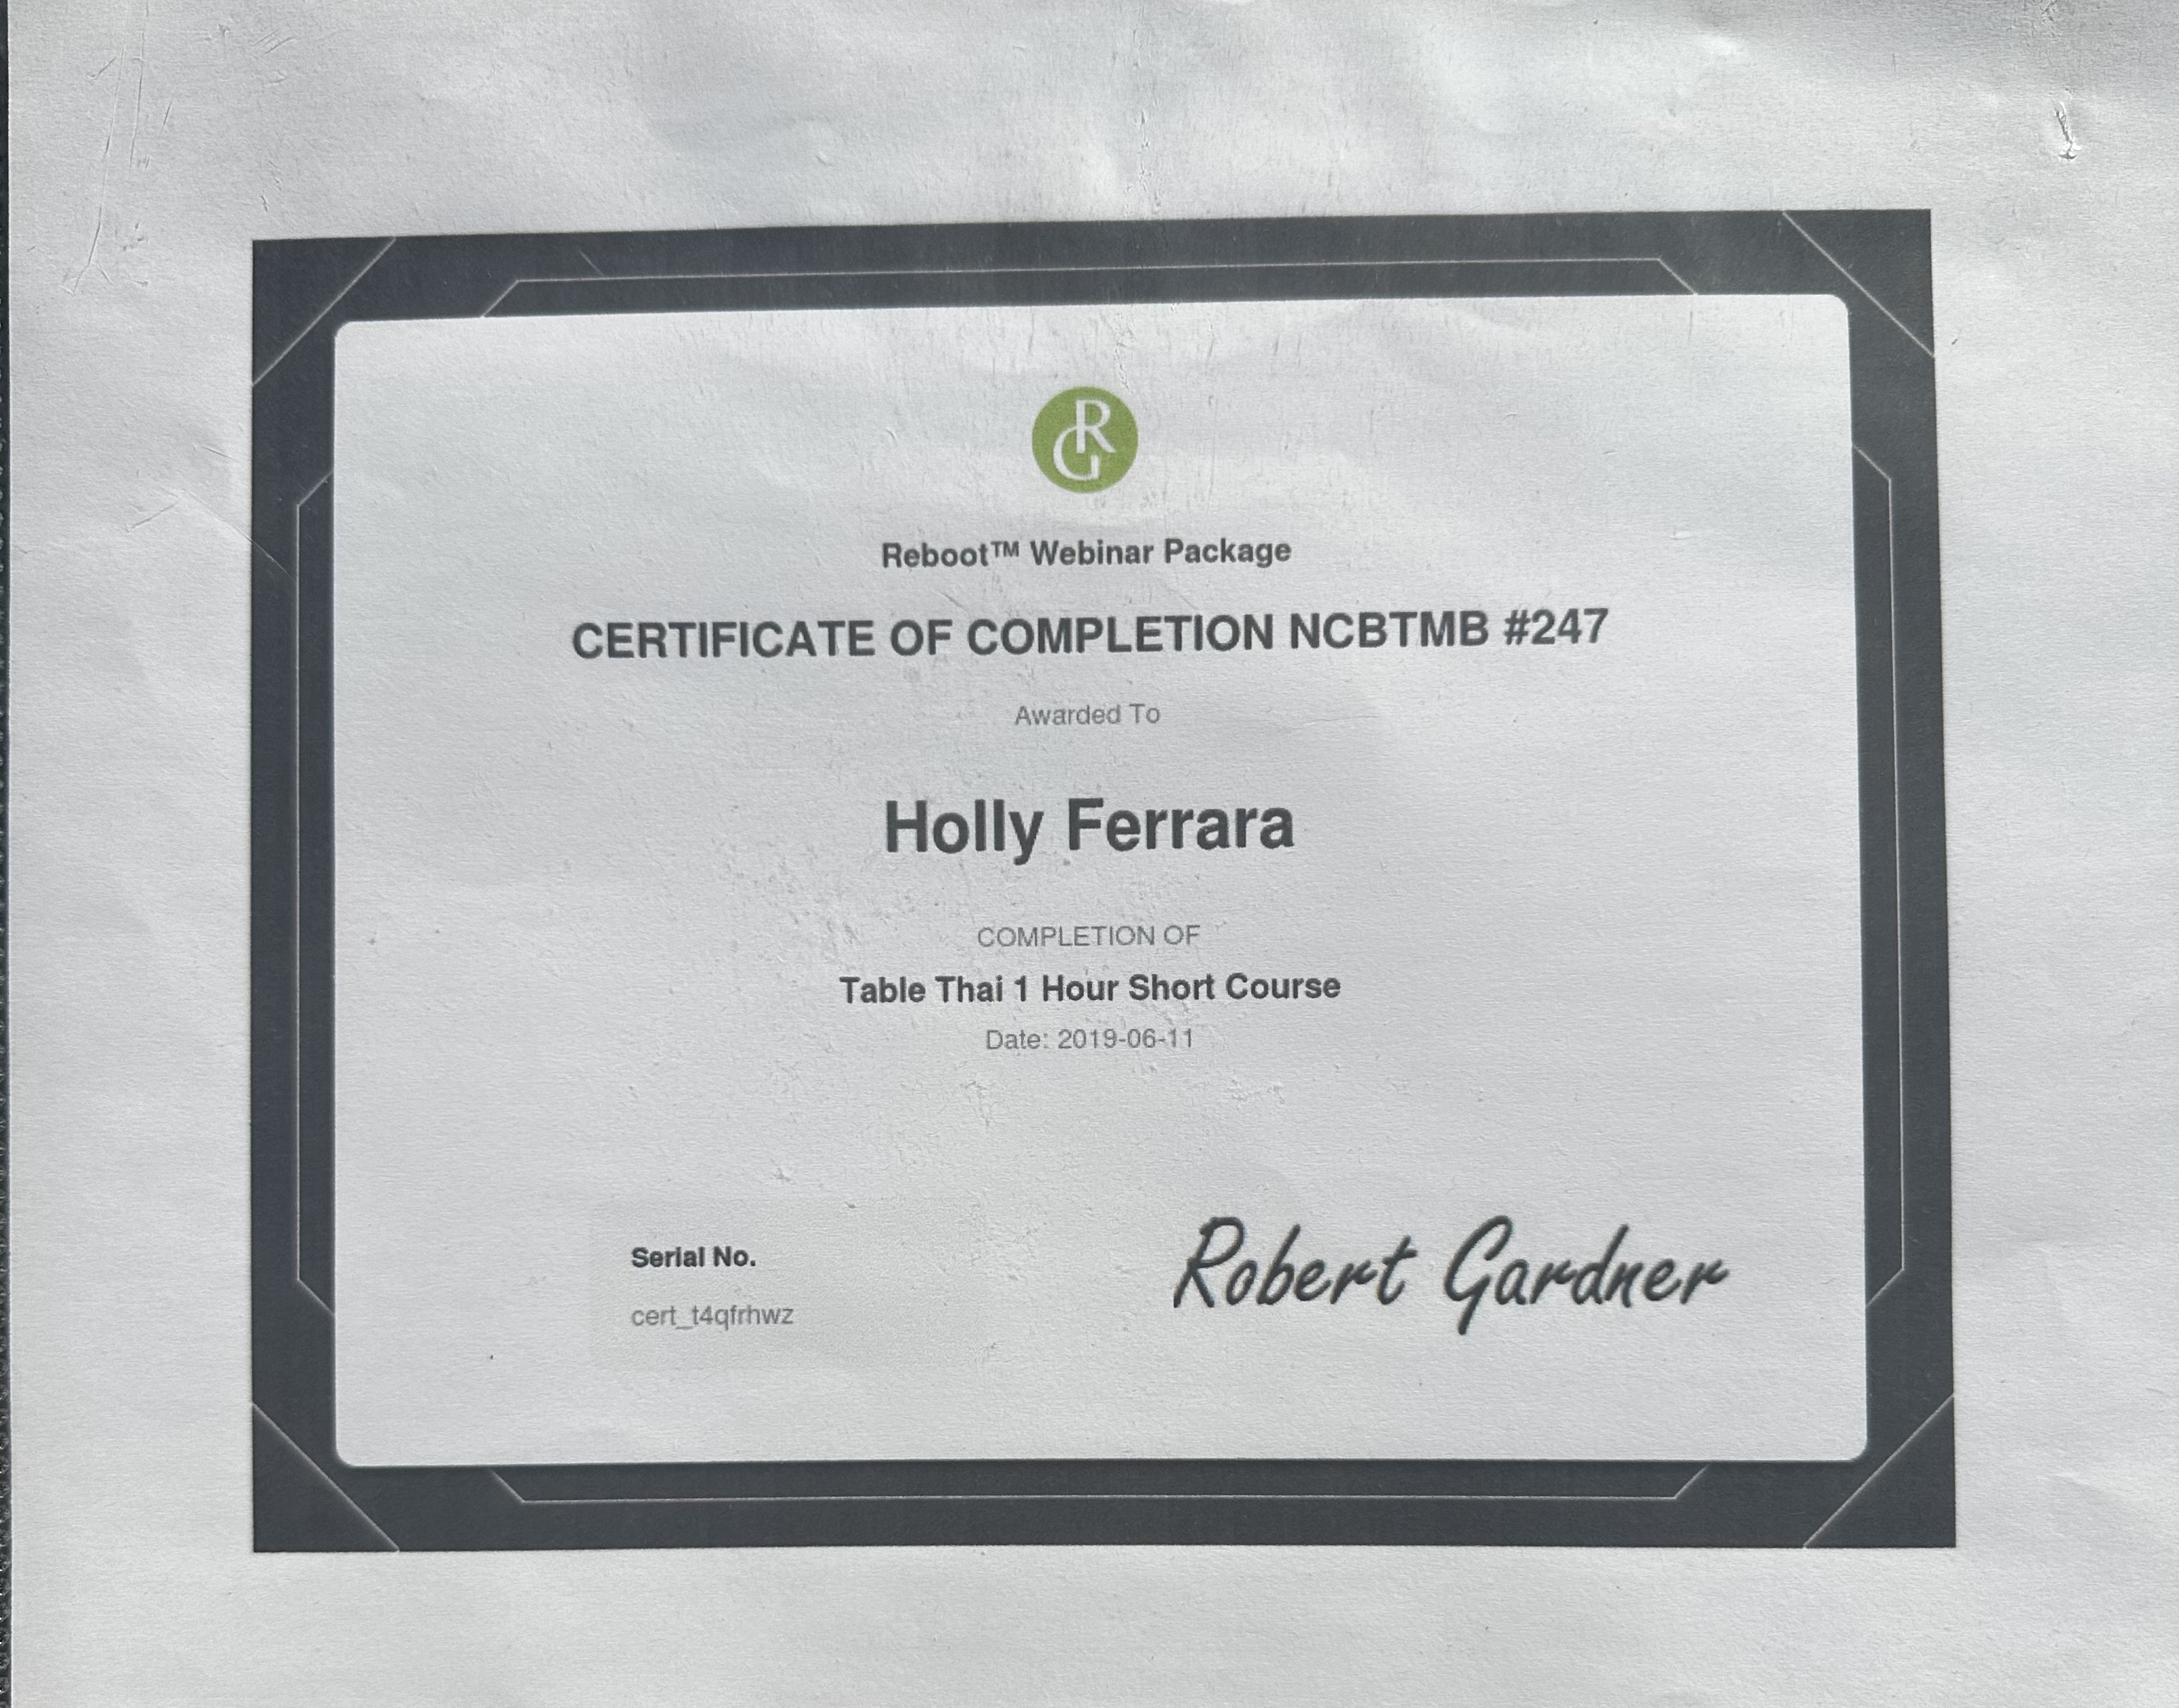 RG
Reboot™ Webinar Package
CERTIFICATE OF COMPLETION NCBTMB #247
Awarded To
Holly Ferrara
COMPLETION OF
Table Thai 1 Hour Short Course
Date: 2019-06-11
Serial No.
cert_t4qfrhwz
Robert Gardner